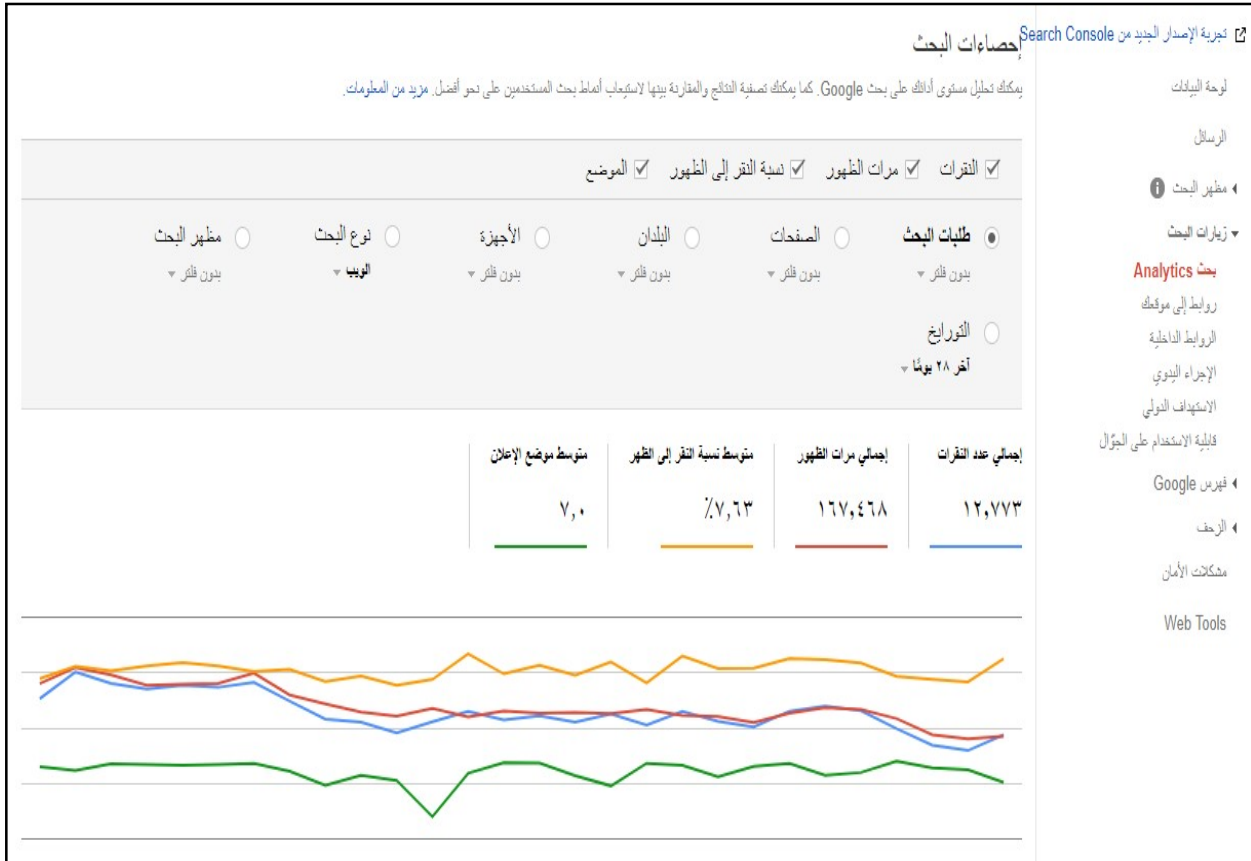 تجربة الإصدار الجديد من Search Console
لوحة البيانات
الرسائل
مظهر البحث
زيارات البحث
بحث Analytics
روابط إلى موقعك
الروابط الداخلية
الإجراء اليدوي
الاستهداف الدولي
قابلية الاستخدام على الجوّال
فهرس Google
الزحف
مشكلات الأمان
Web Tools
إحصاءات البحث
يمكنك تحليل مستوى أدائك على بحث Google. كما يمكنك تصفية النتائج والمقارنة بينها لاستيعاب أنماط بحث المستخدمين على نحو أفضل. مزيد من المعلومات.
النقرات مرات الظهور نسبة النقر إلى الظهور الموضع
طلبات البحث الصفحات البلدان الأجهزة نوع البحث مظهر البحث
بدون فلتر بدون فلتر بدون فلتر بدون فلتر الويب بدون فلتر
التورايخ
آخر ٢٨ يومًا
إجمالي عدد النقرات إجمالي مرات الظهور متوسط نسبة النقر إلى الظهر متوسط موضع الإعلان
١٢,٧٧٣ ١٦٧,٤٦٨ ٧,٦٣٪ ٧,٠